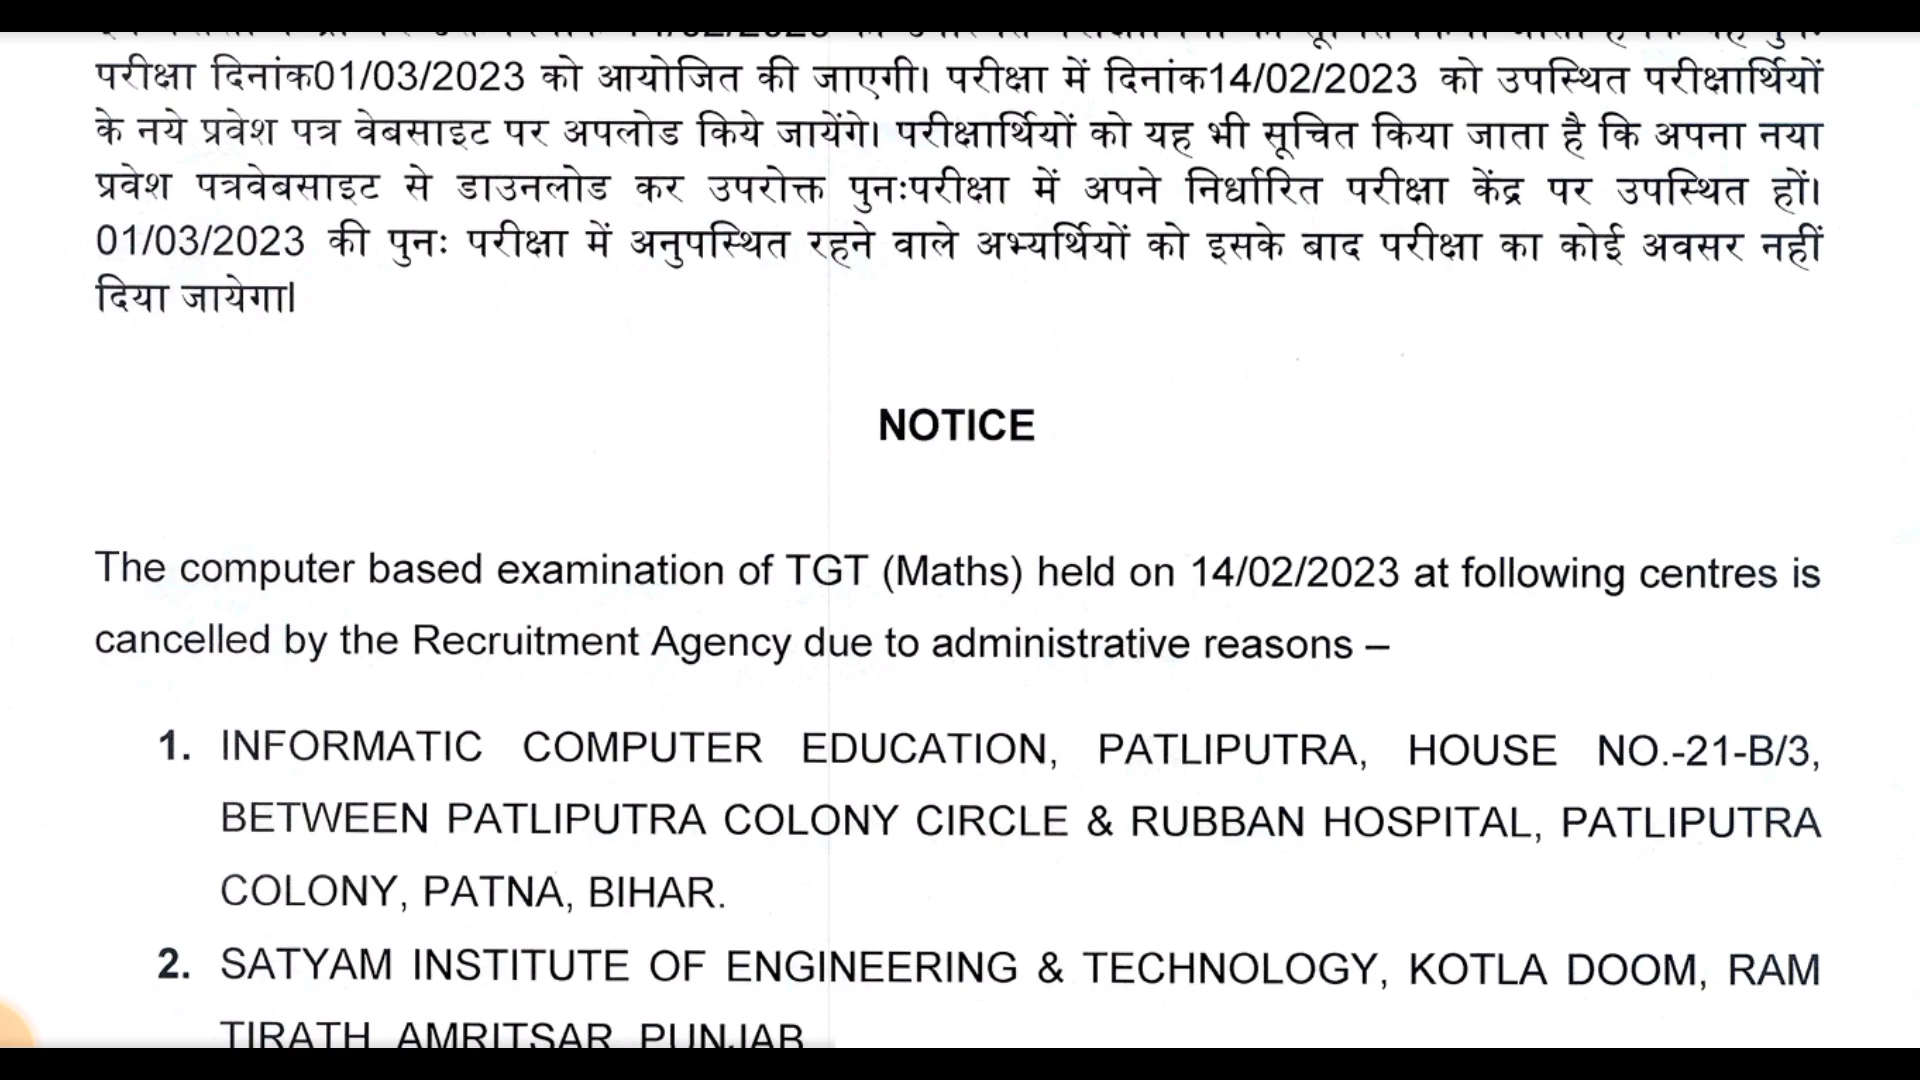 परीक्षा दिनांक01/03/2023 को आयोजित की जाएगी। परीक्षा में दिनांक14/02/2023 को उपस्थित परीक्षार्थियों
के नये प्रवेश पत्र वेबसाइट पर अपलोड किये जायेंगे। परीक्षार्थियों को यह भी सूचित किया जाता है कि अपना नया
प्रवेश पत्रवेबसाइट से डाउनलोड कर उपरोक्त पुनःपरीक्षा में अपने निर्धारित परीक्षा केंद्र पर उपस्थित हों।
01/03/2023 की पुनः परीक्षा में अनुपस्थित रहने वाले अभ्यर्थियों को इसके बाद परीक्षा का कोई अवसर नहीं
दिया जायेगा।
NOTICE
The computer based examination of TGT (Maths) held on 14/02/2023 at following centres is
cancelled by the Recruitment Agency due to administrative reasons –
1. INFORMATIC COMPUTER EDUCATION, PATLIPUTRA, HOUSE NO.-21-B/3,
BETWEEN PATLIPUTRA COLONY CIRCLE & RUBBAN HOSPITAL, PATLIPUTRA
COLONY, PATNA, BIHAR.
2. SATYAM INSTITUTE OF ENGINEERING & TECHNOLOGY, KOTLA DOOM, RAM
TIRATH AMRITSAR PUNJAB